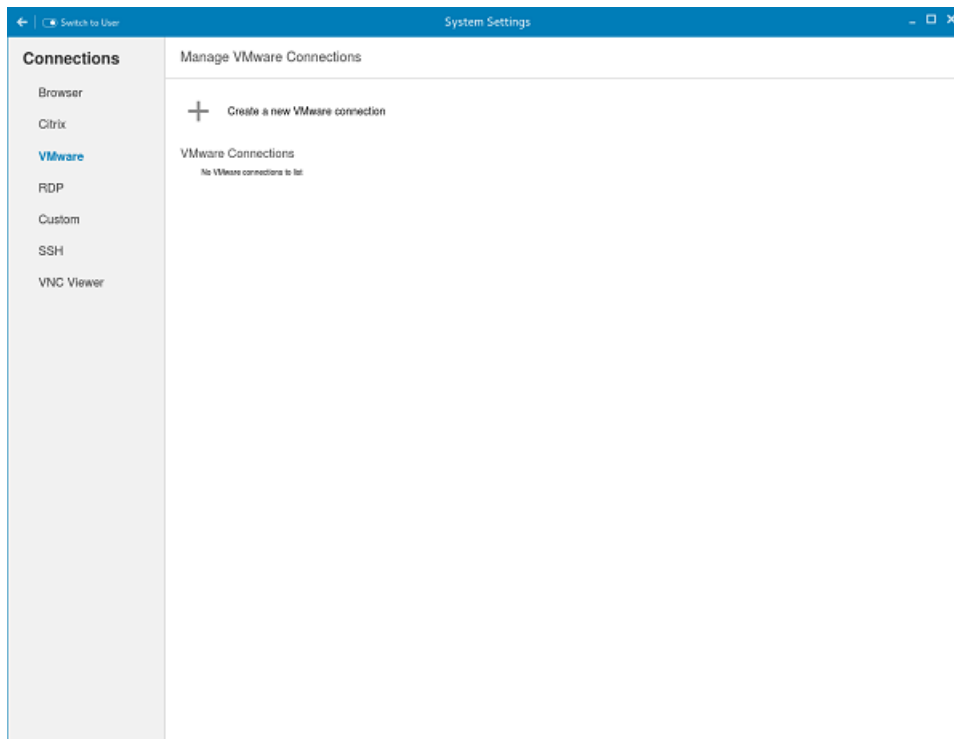 Switch to User
System Settings
Connections
Manage VMware Connections
Browser
Create a new VMware connection
Citrix
VMware Connections
VMware
No VMware connections to list
RDP
Custom
SSH
VNC Viewer